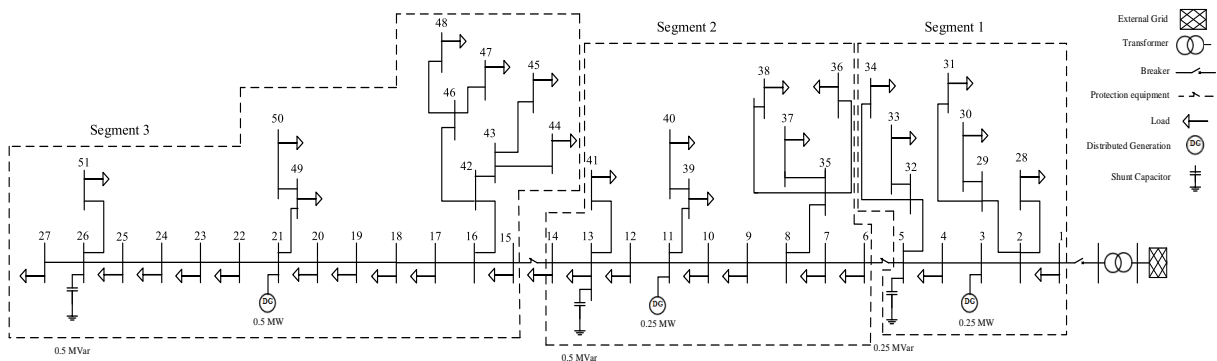 Segment 1
Segment 2
Segment 3
External Grid
Transformer
Breaker
Protection equipment
Load
DG Distributed Generation
Shunt Capacitor
48
47
45
46
44
43
42
38
36
37
35
34
33
32
31
30
29
28
51
50
49
41
40
39
27 26 25 24 23 22 21 20 19 18 17 16 15 14 13 12 11 10 9 8 7 6 5 4 3 2 1
DG
DG
DG
0.5 MW
0.25 MW
0.25 MW
0.5 MVar
0.5 MVar
0.25 MVar